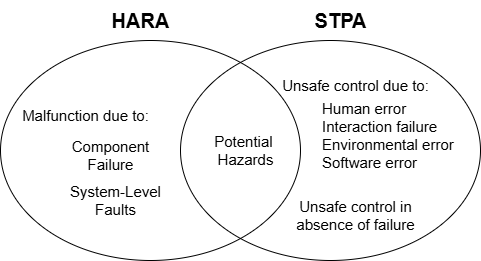 HARA
STPA
Malfunction due to:
Component
Failure
System-Level
Faults
Potential
Hazards
Unsafe control due to:
Human error
Interaction failure
Environmental error
Software error
Unsafe control in
absence of failure